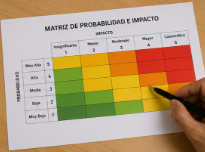 MATRIZ DE PROBABILIDAD E IMPACTO
IMPACTO
Insignificante Menor Moderado Mayor Catastrófico
1 2 3 4 5
PROBABILIDAD
Muy Alta 5
Alta 4
Media 3
Baja 2
Muy Baja 1